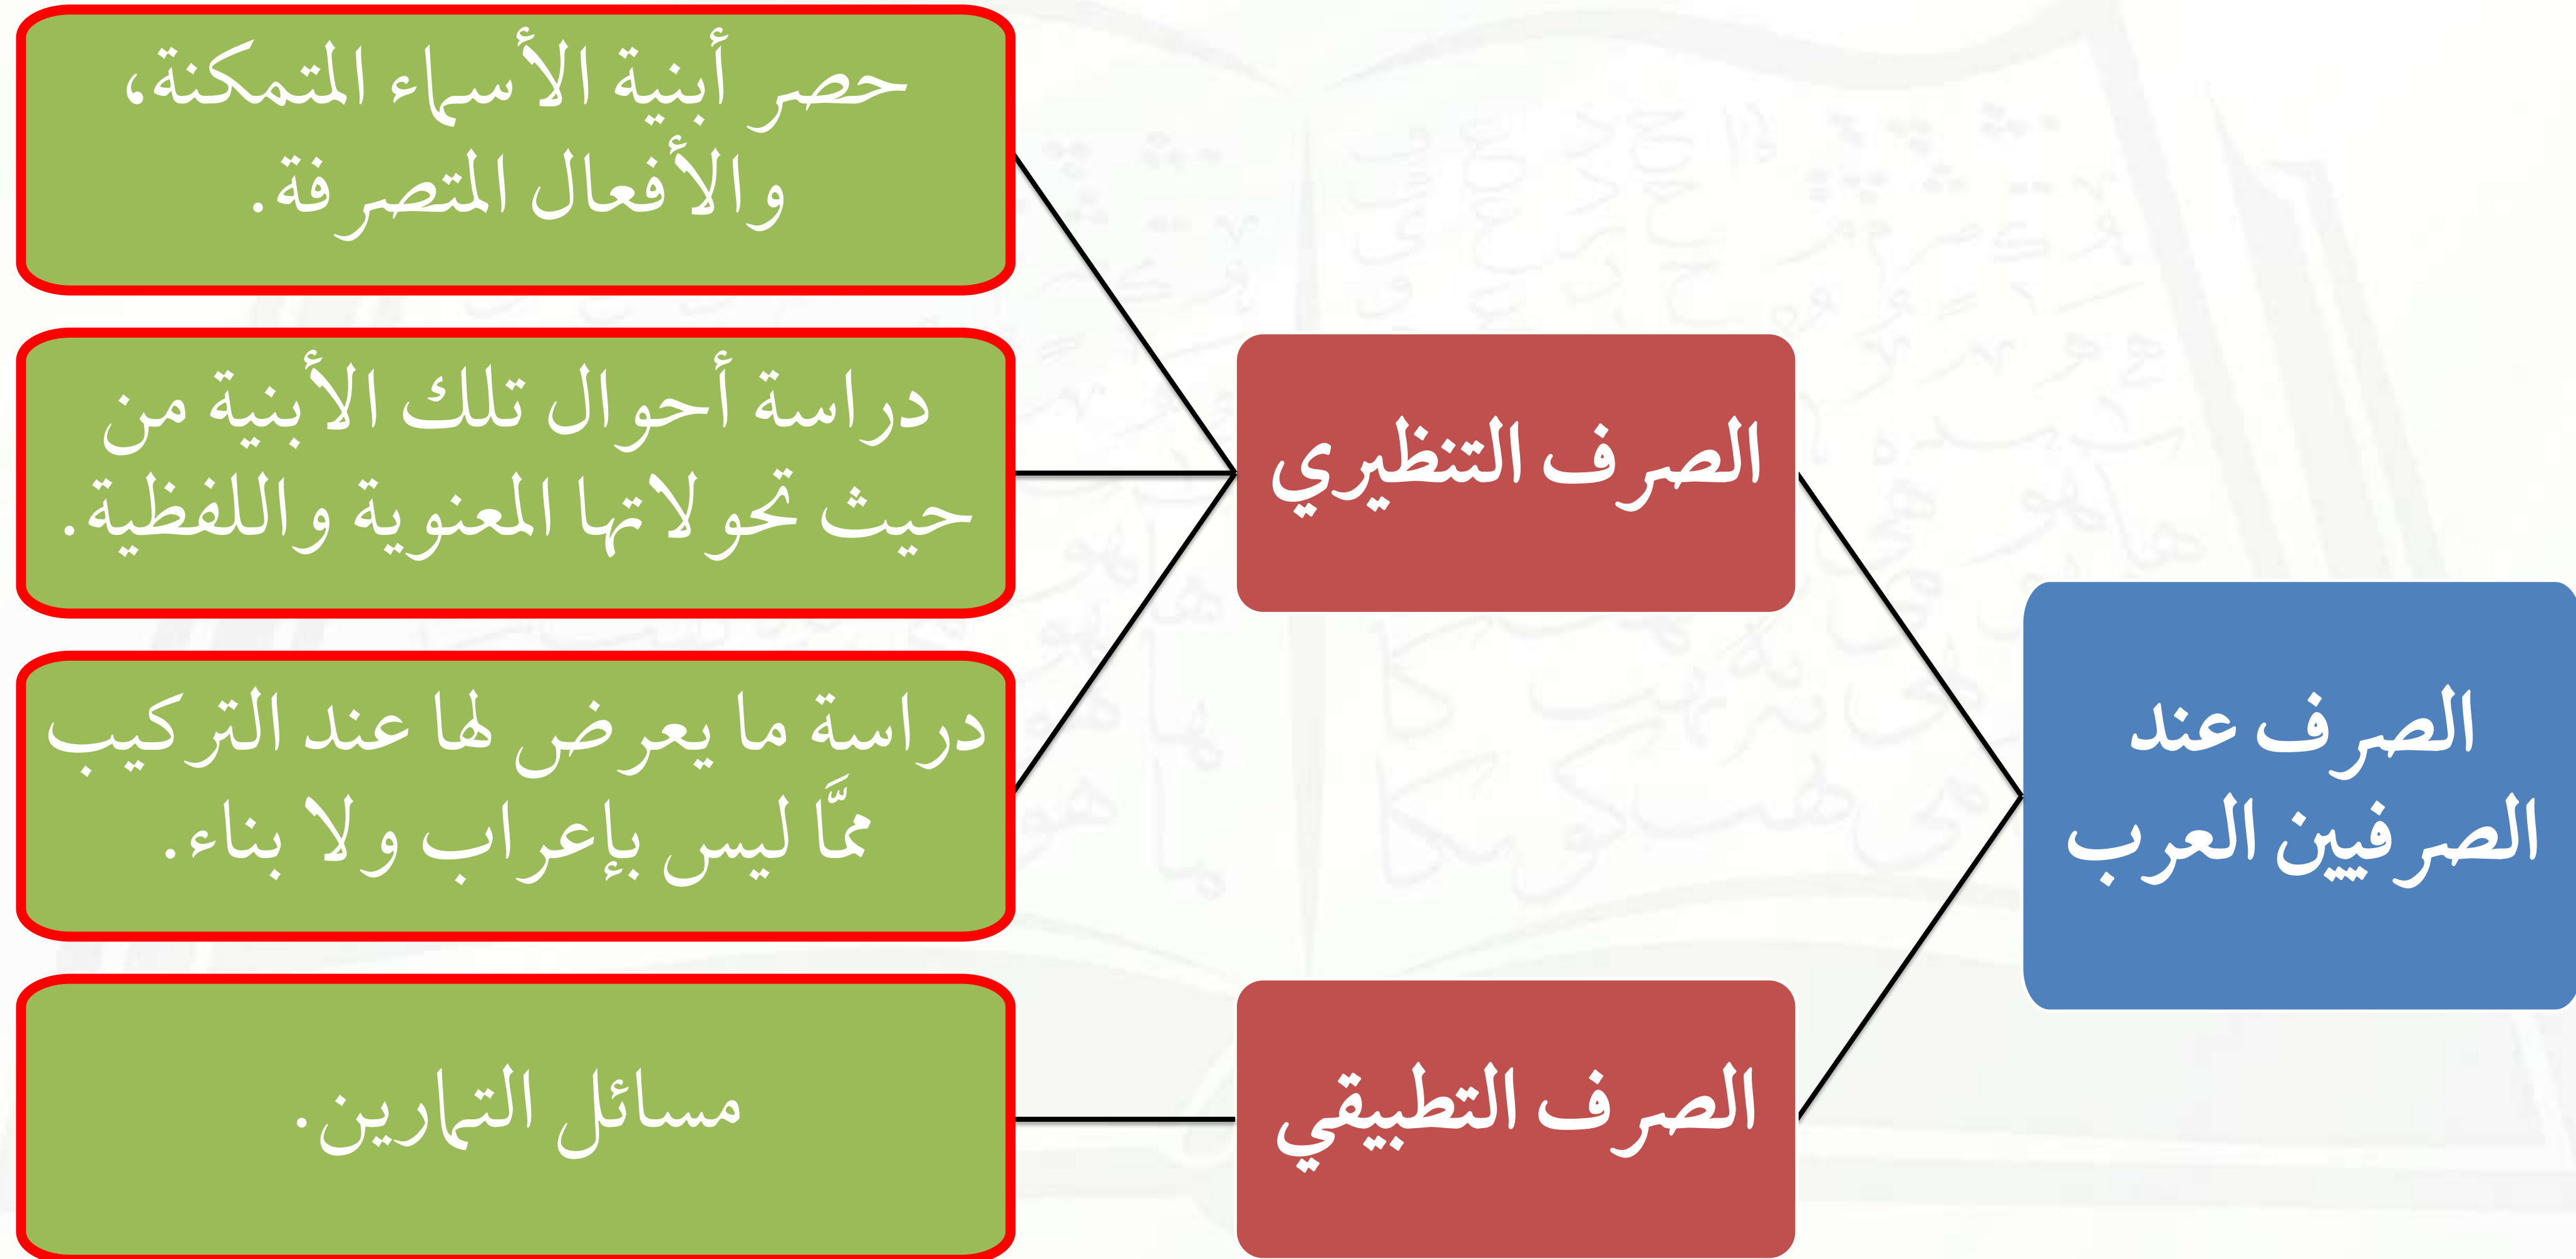 الصرف عند
الصرفيين العرب
الصرف التنظيري
حصر أبنية الأسماء المتمكنة،
والأفعال المتصرفة.
دراسة أحوال تلك الأبنية من
حيث تحولاتها المعنوية واللفظية.
دراسة ما يعرض لها عند التركيب
ممَّا ليس بإعراب ولا بناء.
الصرف التطبيقي
مسائل التمارين.